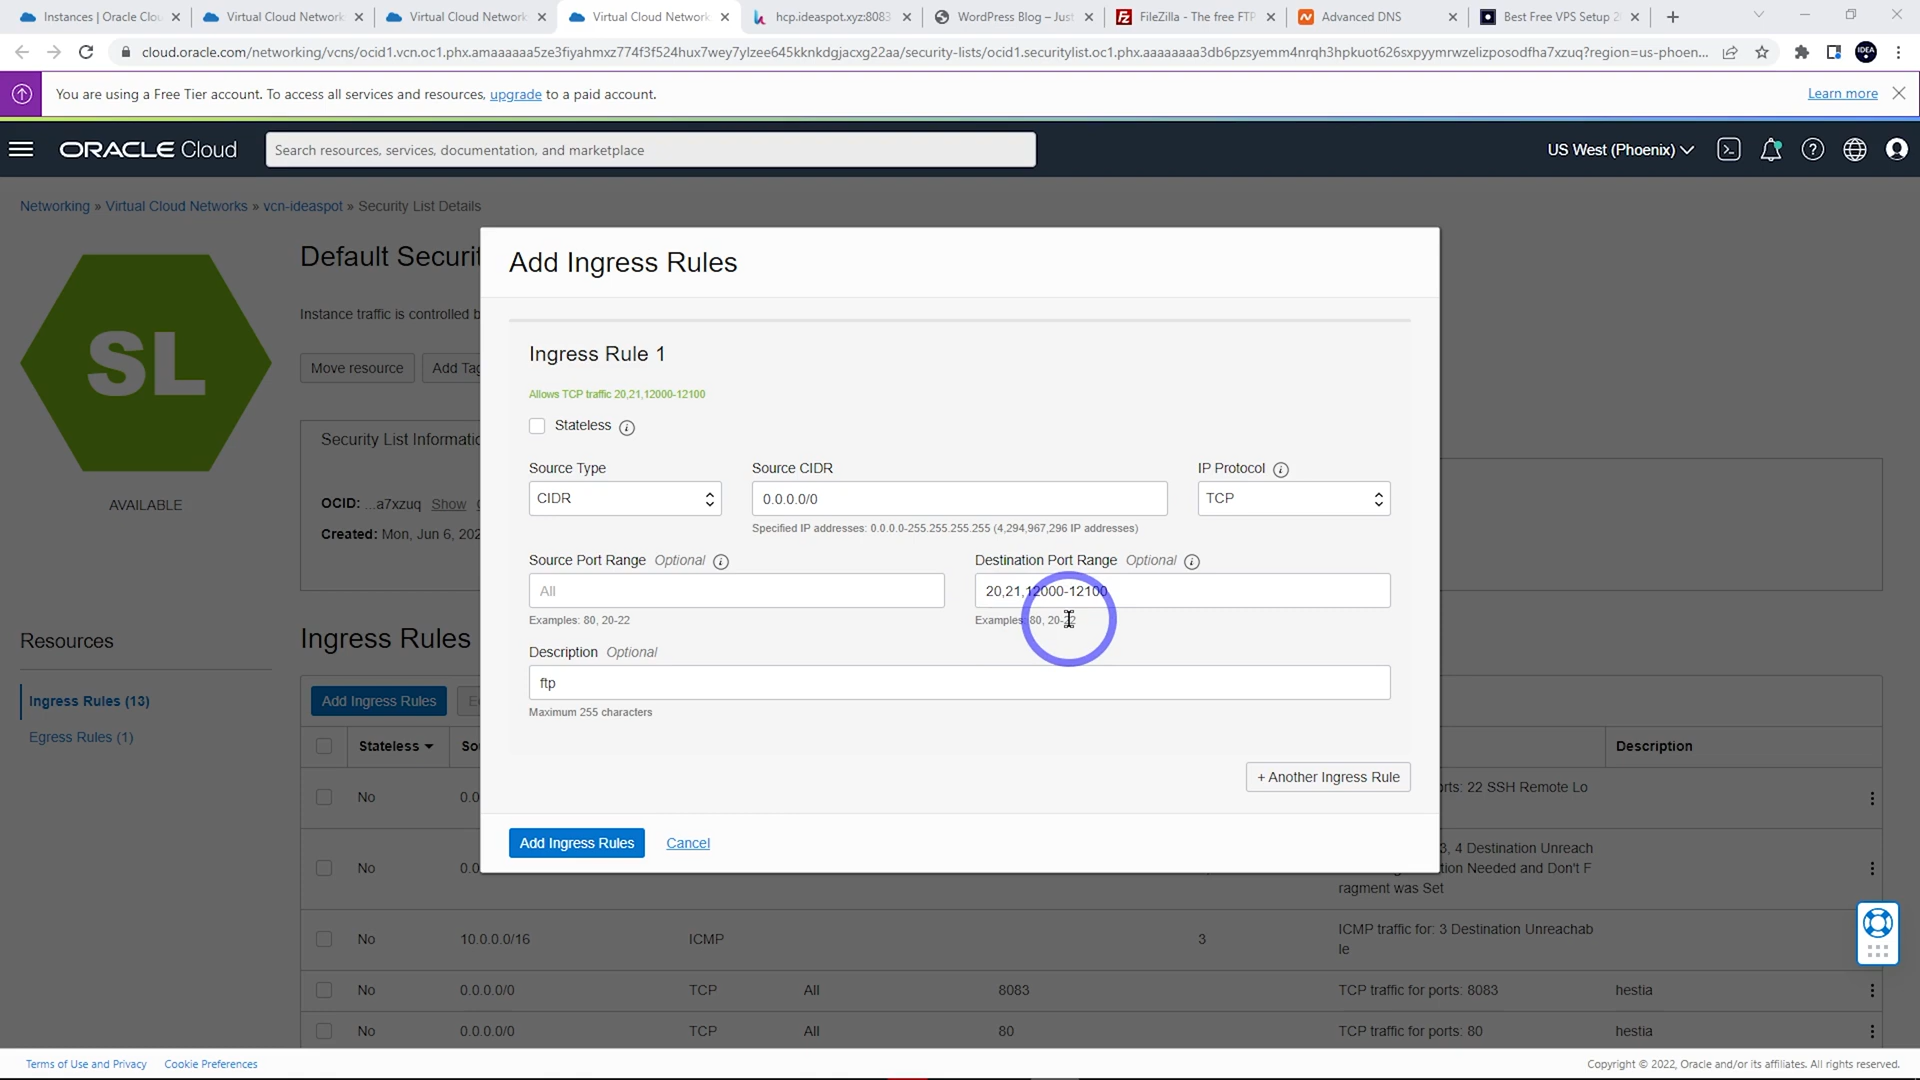 Instances | Oracle Clou
Virtual Cloud Network
Virtual Cloud Network
Virtual Cloud Network
hcp.ideaspot.xyz:8083
WordPress Blog – Just
FileZilla - The free FTP
Advanced DNS
Best Free VPS Setup 2
cloud.oracle.com/networking/vcns/ocid1.vcn.oc1.phx.amaaaaaa5ze3fiyahmxz774f3f524hux7wey7ylzee645kknkdgjacxg22aa/security-lists/ocid1.securitylist.oc1.phx.aaaaaaaa3db6pzsyemm4nrqh3hpkuot626sxpyymrwzelizposodfha7xzuq?region=us-phoen...
IDEA
You are using a Free Tier account. To access all services and resources, upgrade to a paid account.
Learn more
ORACLE Cloud
Search resources, services, documentation, and marketplace
US West (Phoenix)
Networking » Virtual Cloud Networks » vcn-ideaspot » Security List Details
SL
AVAILABLE
Default Securit
Instance traffic is controlled b
Move resource
Add Tag
Security List Informatio
OCID: ...a7xzuq Show
Created: Mon, Jun 6, 202
Add Ingress Rules
Ingress Rule 1
Allows TCP traffic 20,21,12000-12100
Stateless
Source Type
Source CIDR
IP Protocol
CIDR
0.0.0.0/0
TCP
Specified IP addresses: 0.0.0.0-255.255.255.255 (4,294,967,296 IP addresses)
Source Port Range Optional
Destination Port Range Optional
All
20,21,12000-12100
Examples: 80, 20-22
Examples: 80, 20-22
Description Optional
ftp
Maximum 255 characters
+ Another Ingress Rule
Add Ingress Rules
Cancel
Resources
Ingress Rules (13)
Egress Rules (1)
Ingress Rules
Add Ingress Rules
Stateless
Sou
Description
No
0.0
orts: 22 SSH Remote Lo
No
0.0
3, 4 Destination Unreach
tion Needed and Don't F
ragment was Set
No
10.0.0.0/16
ICMP
3
ICMP traffic for: 3 Destination Unreachab
le
No
0.0.0.0/0
TCP
All
8083
TCP traffic for ports: 8083
hestia
No
0.0.0.0/0
TCP
All
80
TCP traffic for ports: 80
hestia
Terms of Use and Privacy
Cookie Preferences
Copyright © 2022, Oracle and/or its affiliates. All rights reserved.